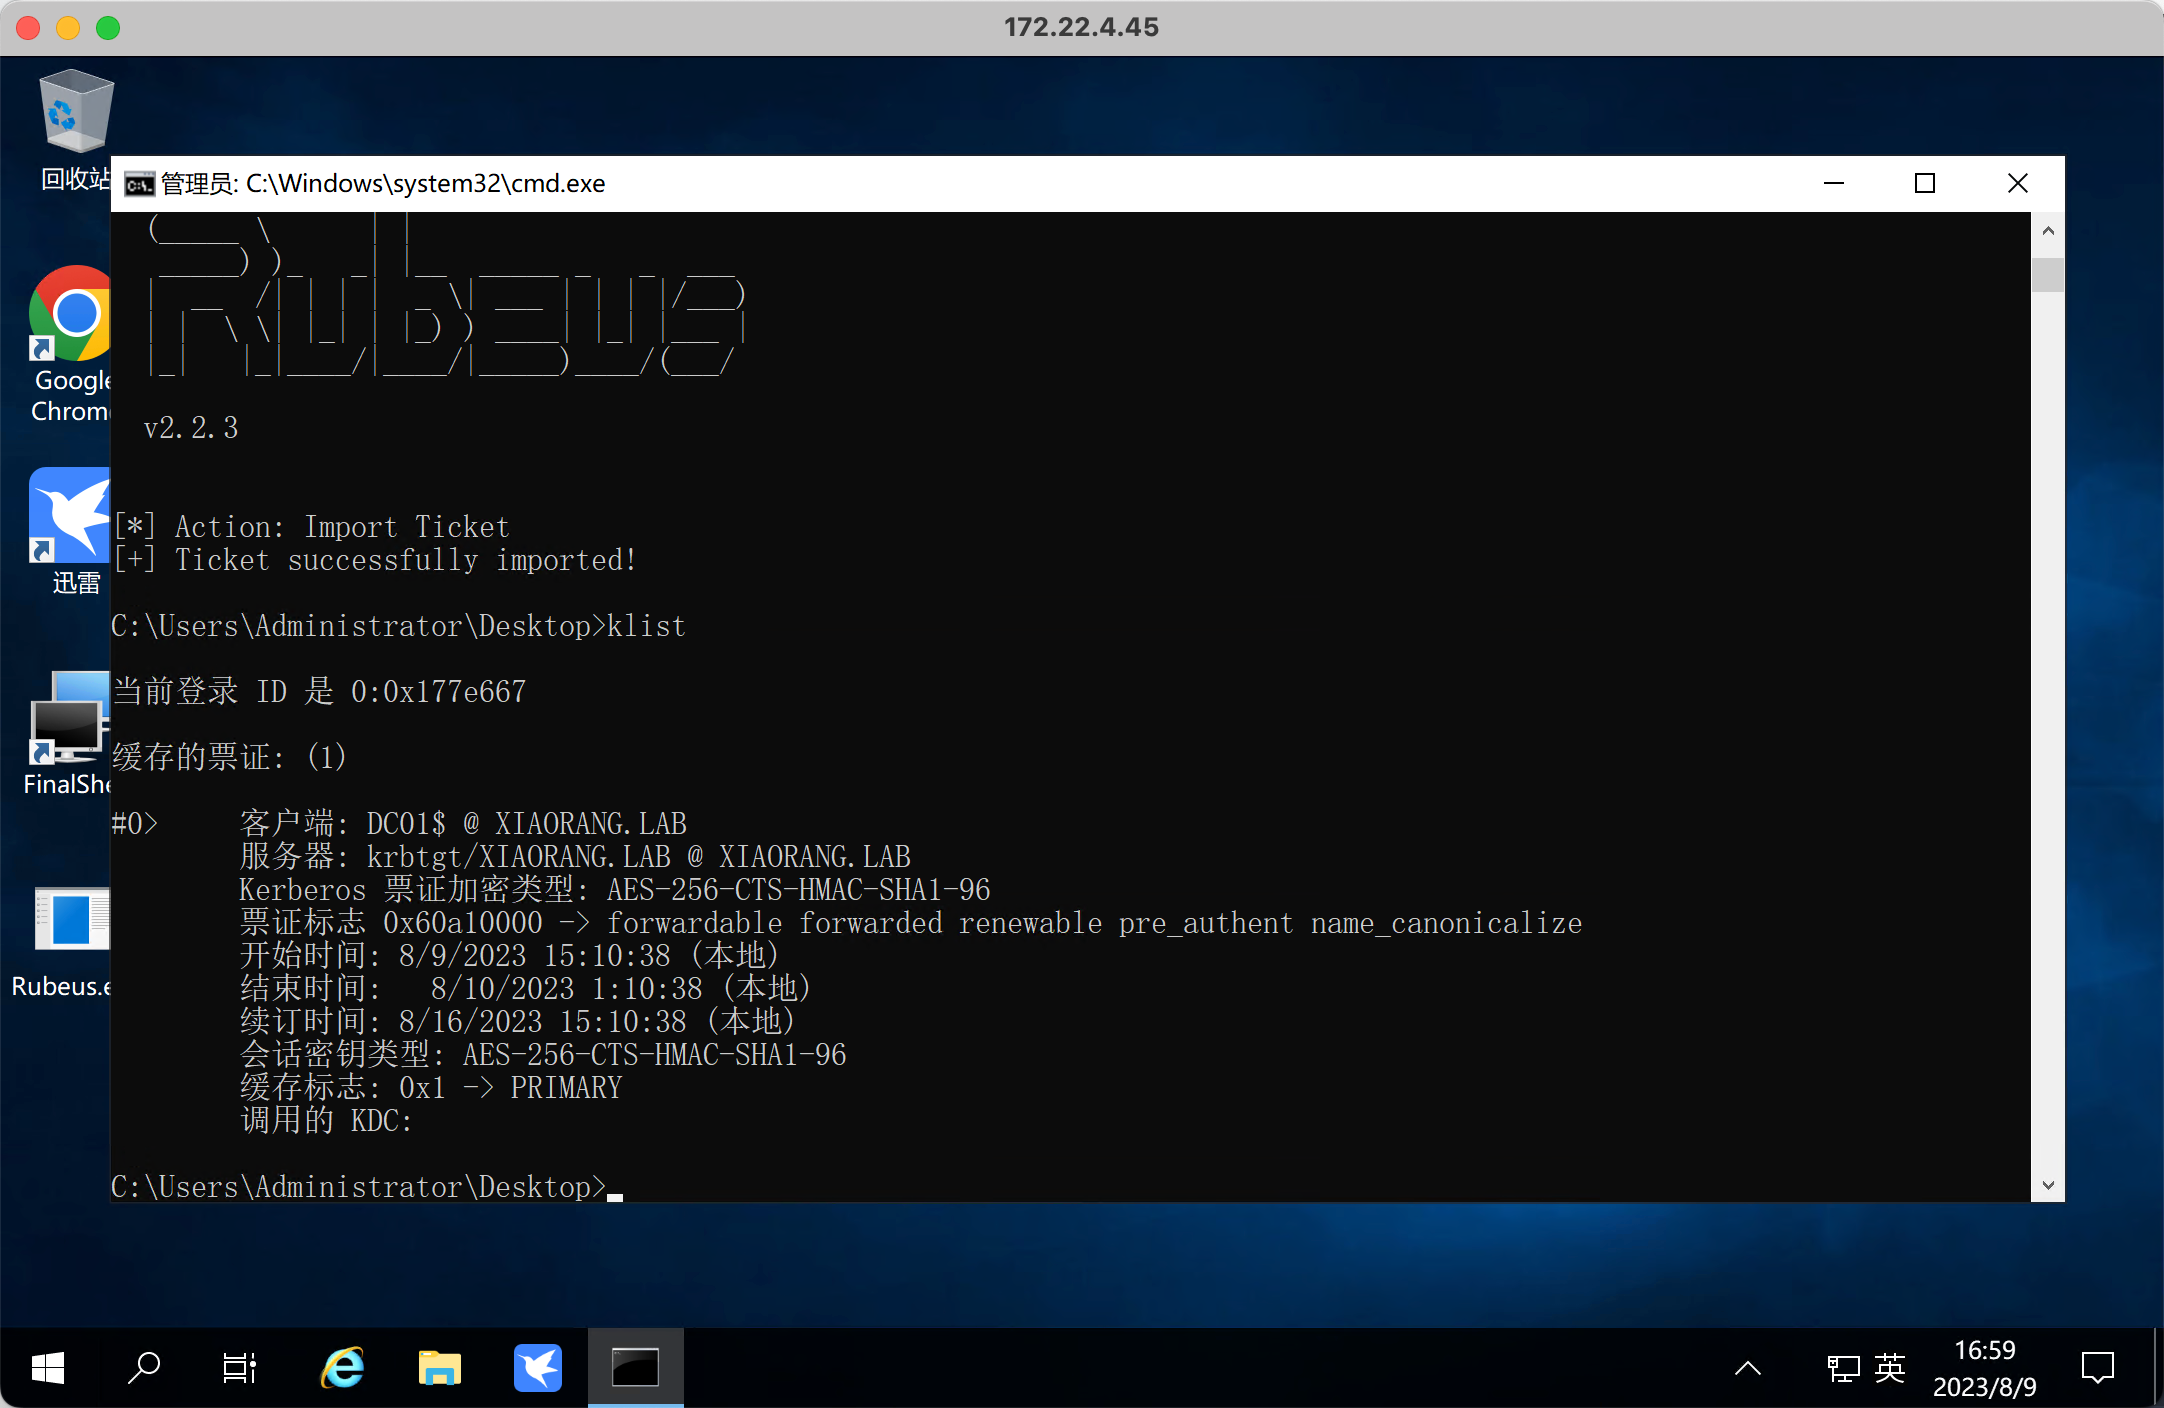 172.22.4.45
回收站
管理员: C:\Windows\system32\cmd.exe
Google
Chrom
迅雷
FinalShe
Rubeus.e
v2.2.3
[*] Action: Import Ticket
[+] Ticket successfully imported!
C:\Users\Administrator\Desktop>klist
当前登录 ID 是 0:0x177e667
缓存的票证: (1)
#0>     客户端: DC01$ @ XIAORANG.LAB
服务器: krbtgt/XIAORANG.LAB @ XIAORANG.LAB
Kerberos 票证加密类型: AES-256-CTS-HMAC-SHA1-96
票证标志 0x60a10000 -> forwardable forwarded renewable pre_authent name_canonicalize
开始时间: 8/9/2023 15:10:38 (本地)
结束时间:   8/10/2023 1:10:38 (本地)
续订时间: 8/16/2023 15:10:38 (本地)
会话密钥类型: AES-256-CTS-HMAC-SHA1-96
缓存标志: 0x1 -> PRIMARY
调用的 KDC:
C:\Users\Administrator\Desktop>
英
16:59
2023/8/9